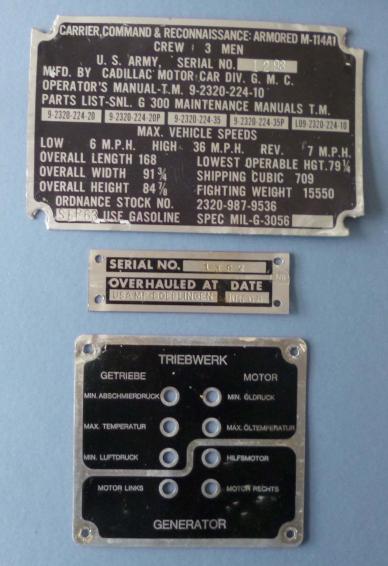 CARRIER, COMMAND & RECONNAISSANCE: ARMORED M-114A1
CREW 3 MEN
U. S. ARMY, SERIAL NO.
MFD. BY CADILLAC MOTOR CAR DIV. G. M. C.
OPERATOR'S MANUAL-T.M. 9-2320-224-10
PARTS LIST-SNL. G 300 MAINTENANCE MANUALS T.M.
9-2320-224-20 9-2320-224-20P 9-2320-224-35 9-2320-224-35P LO9-2320-224-10
MAX. VEHICLE SPEEDS
LOW 6 M.P.H. HIGH 36 M.P.H. REV. 7 M.P.H.
OVERALL LENGTH 168 LOWEST OPERABLE HGT. 79¼
OVERALL WIDTH 91¾ SHIPPING CUBIC 709
OVERALL HEIGHT 84⅞ FIGHTING WEIGHT 15550
ORDNANCE STOCK NO. 2320-987-9536
SEP 63 USE GASOLINE SPEC MIL-G-3056
SERIAL NO.
OVERHAULED AT DATE
TRIEBWERK
GETRIEBE MOTOR
MIN. ABSCHMIERDRUCK MIN. ÖLDRUCK
MAX. TEMPERATUR MAX. ÖLTEMPERATUR
MIN. LUFTDRUCK HILFSMOTOR
MOTOR LINKS MOTOR RECHTS
GENERATOR